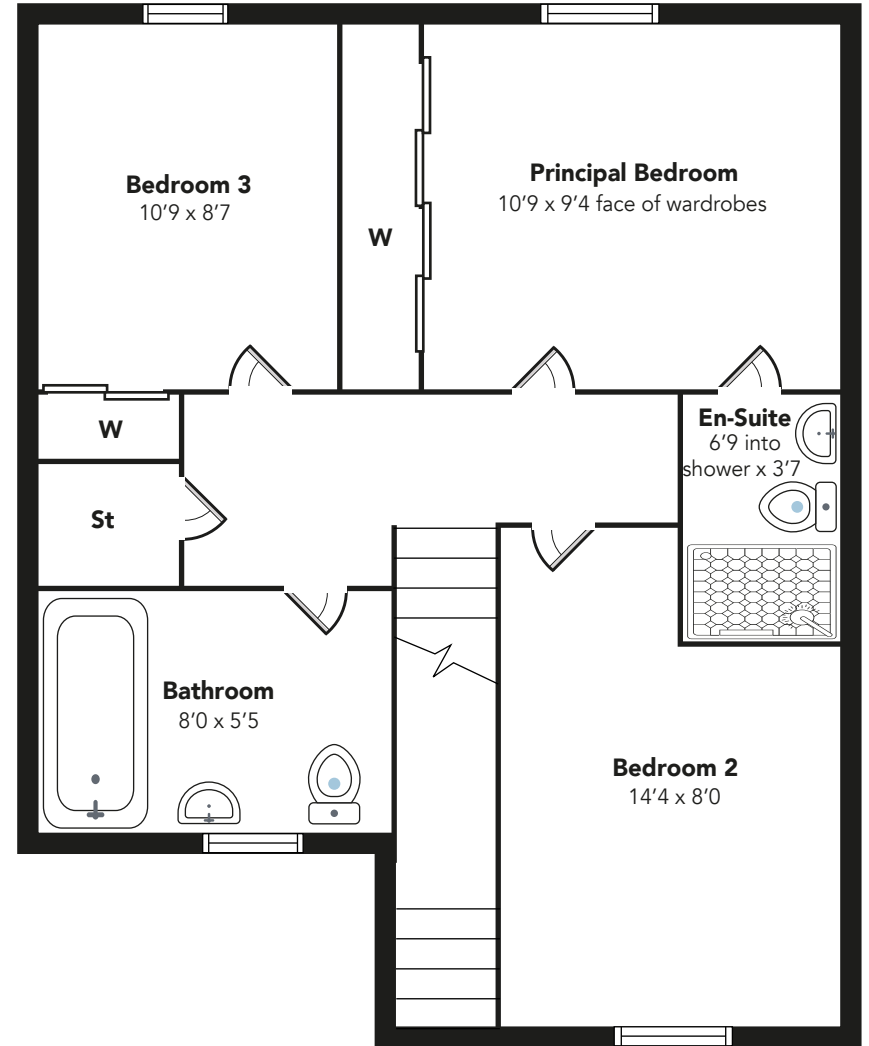 Bedroom 3
10’9 x 8’7
Principal Bedroom
10’9 x 9’4 face of wardrobes
W
W
En-Suite
6’9 into
shower x 3’7
St
Bathroom
8’0 x 5’5
Bedroom 2
14’4 x 8’0